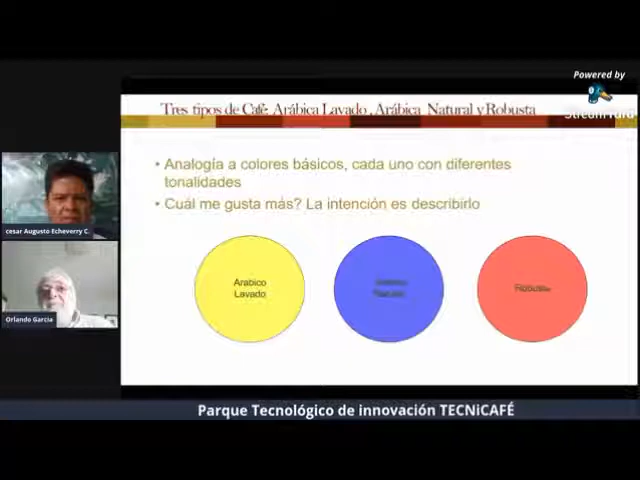 Powered by
StreamYard
Tres tipos de Café: Arábica Lavado ,Arábica Natural y Robusta
• Analogía a colores básicos, cada uno con diferentes
tonalidades
• Cuál me gusta más? La intención es describirlo
cesar Augusto Echeverry C.
Orlando Garcia
Arabico
Lavado
Robusta
Parque Tecnológico de innovación TECNiCAFÉ